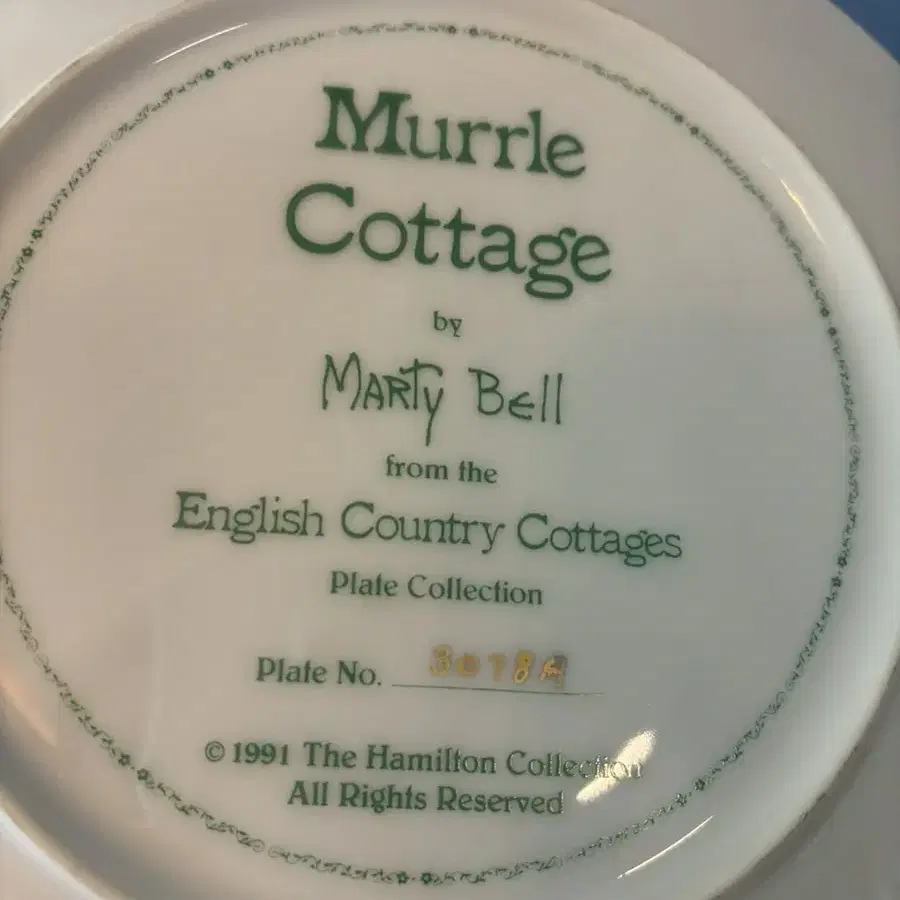 Murrle
Cottage
by
Marty Bell
from the
English Country Cottages
Plate Collection
Plate No. 3078A
© 1991 The Hamilton Collection
All Rights Reserved